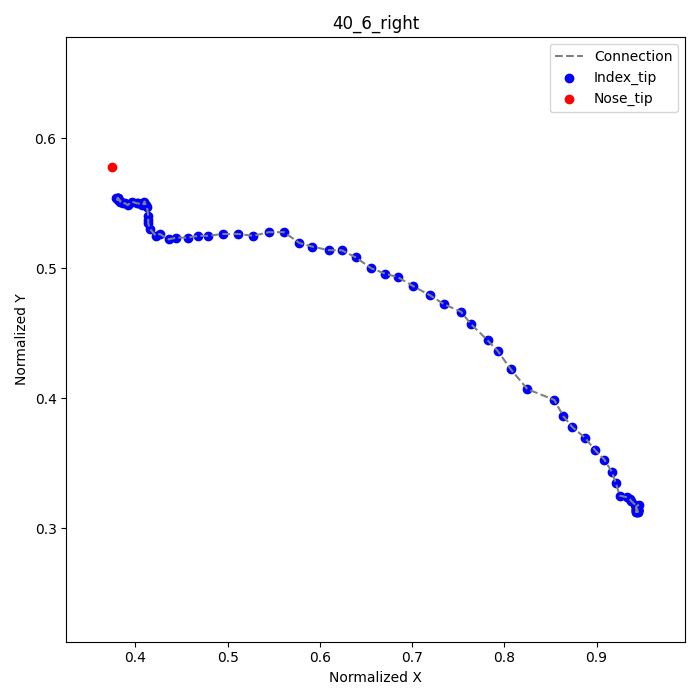 40_6_right
Connection
Index_tip
Nose_tip
0.6
0.5
0.4
0.3
Normalized Y
0.4 0.5 0.6 0.7 0.8 0.9
Normalized X